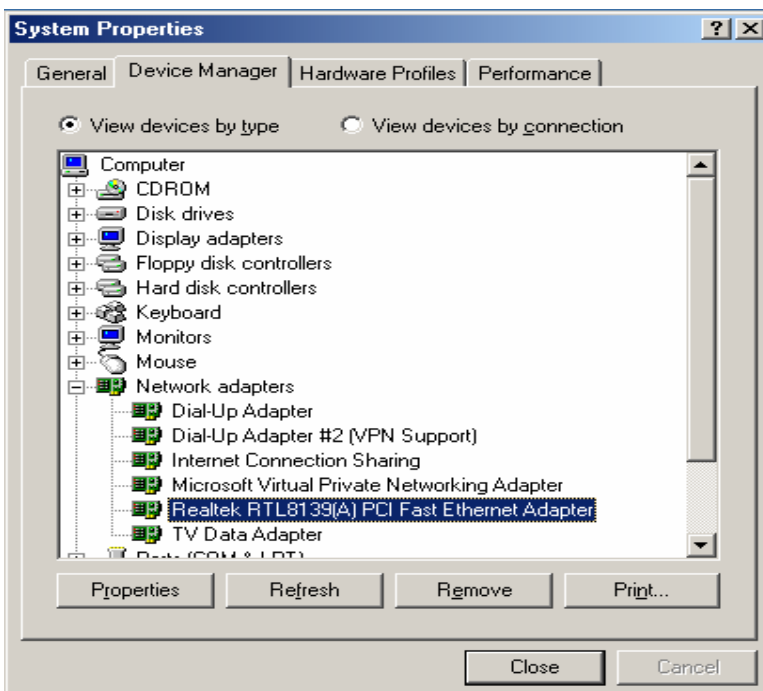 System Properties
General Device Manager Hardware Profiles Performance
View devices by type View devices by connection
Computer
CDROM
Disk drives
Display adapters
Floppy disk controllers
Hard disk controllers
Keyboard
Monitors
Mouse
Network adapters
Dial-Up Adapter
Dial-Up Adapter #2 (VPN Support)
Internet Connection Sharing
Microsoft Virtual Private Networking Adapter
Realtek RTL8139(A) PCI Fast Ethernet Adapter
TV Data Adapter
Ports (COM & LPT)
Properties Refresh Remove Print...
Close Cancel